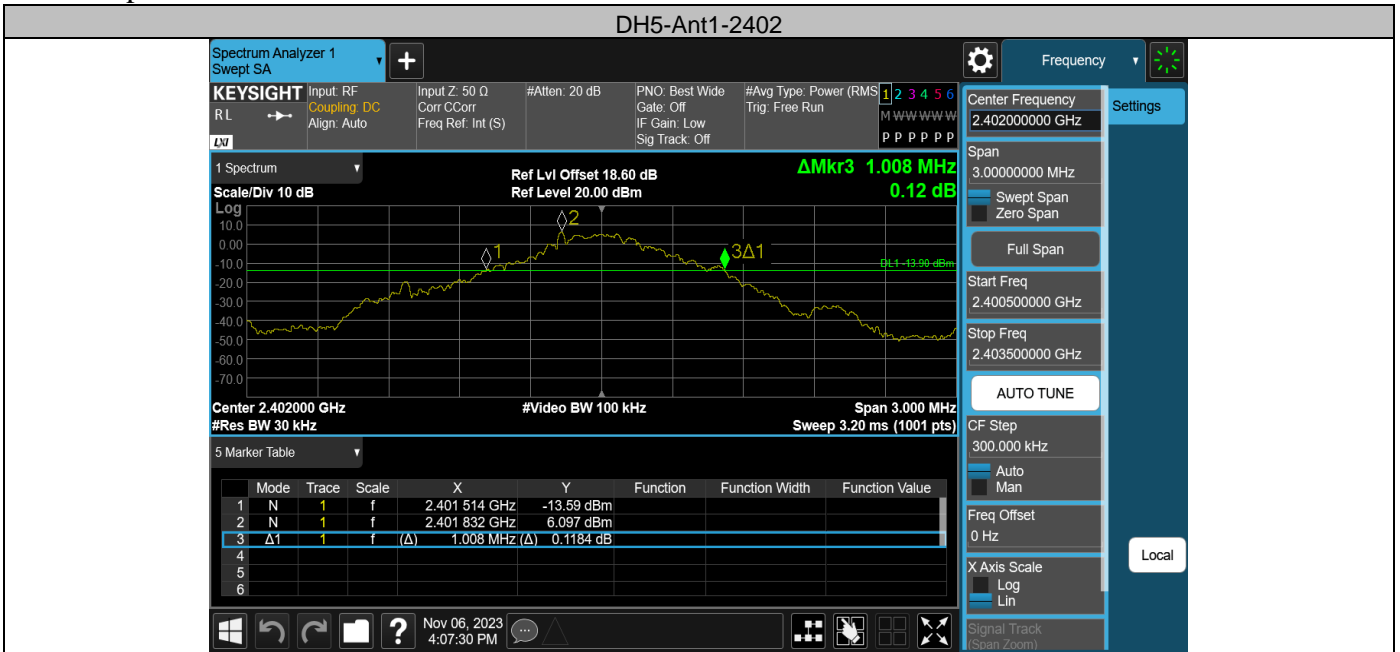 DH5-Ant1-2402
Spectrum Analyzer 1
Swept SA
Frequency
KEYSIGHT
RL
LXI
Input: RF
Coupling: DC
Align: Auto
Input Z: 50 Ω
Corr CCorr
Freq Ref: Int (S)
#Atten: 20 dB
PNO: Best Wide
Gate: Off
IF Gain: Low
Sig Track: Off
#Avg Type: Power (RMS
Trig: Free Run
1 2 3 4 5 6
M W W W W W
P P P P P P
Center Frequency
2.402000000 GHz
Settings
Span
3.00000000 MHz
Swept Span
Zero Span
Full Span
Start Freq
2.400500000 GHz
Stop Freq
2.403500000 GHz
AUTO TUNE
CF Step
300.000 kHz
Auto
Man
Freq Offset
0 Hz
X Axis Scale
Log
Lin
Signal Track
(Span Zoom)
Local
1 Spectrum
Scale/Div 10 dB
Ref Lvl Offset 18.60 dB
Ref Level 20.00 dBm
ΔMkr3 1.008 MHz
0.12 dB
Log
10.0
0.00
-10.0
-20.0
-30.0
-40.0
-50.0
-60.0
-70.0
1
2
3Δ1
DL1 -13.90 dBm
Center 2.402000 GHz
#Video BW 100 kHz
Span 3.000 MHz
#Res BW 30 kHz
Sweep 3.20 ms (1001 pts)
5 Marker Table
Mode Trace Scale X Y Function Function Width Function Value
1 N 1 f 2.401 514 GHz -13.59 dBm
2 N 1 f 2.401 832 GHz 6.097 dBm
3 Δ1 1 f (Δ) 1.008 MHz (Δ) 0.1184 dB
4
5
6
?
Nov 06, 2023
4:07:30 PM